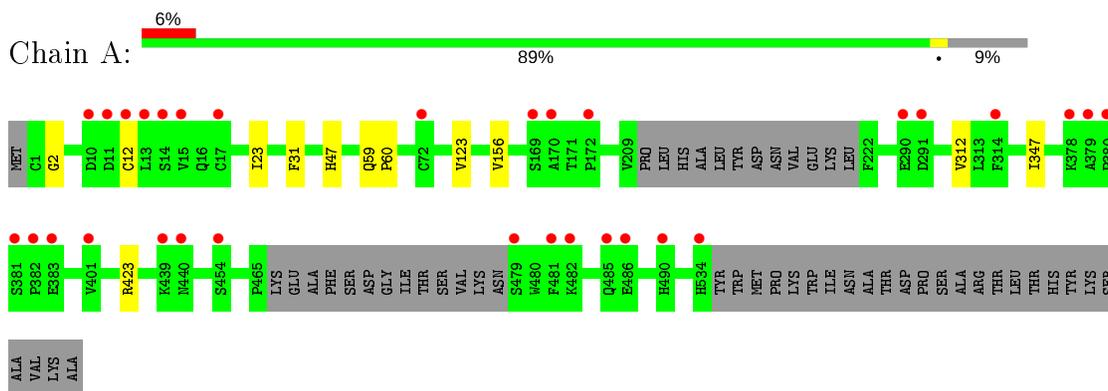 6%
Chain A:
89%
•
9%
MET C1 G2 D10 D11 C12 L13 S14 V15 Q16 C17 I23 F31 H47 Q59 P60 C72 V123 V156 S169 A170 T171 P172 V209 PRO LEU HIS ALA LEU TYR ASP ASN VAL GLU LYS LEU F222 E290 D291 V312 L313 F314 I347 K378 A379
S381 P382 E383 V401 R423 K439 N440 S454 P465 LYS GLU ALA PHE SER ASP GLY ILE THR SER VAL LYS ASN S479 W480 F481 K482 Q485 E486 H490 H534 TYR TRP MET PRO LYS TRP ILE ASN ALA THR ASP PRO SER ALA ARG THR LEU THR HIS TYR LYS SER
ALA VAL LYS ALA